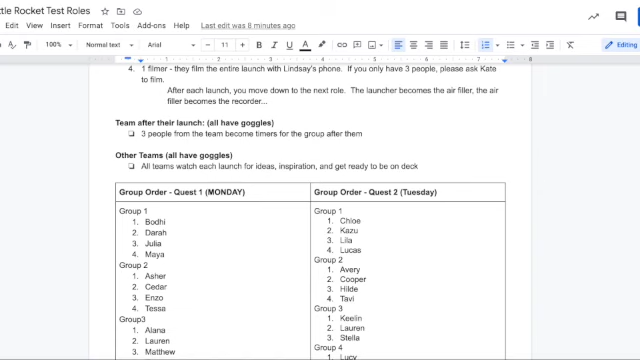 ttle Rocket Test Roles
Edit View Insert Format Tools Add-ons Help Last edit was 8 minutes ago
100% Normal text Arial 11 B I U A Editing
4. 1 filmer - they film the entire launch with Lindsay's phone. If you only have 3 people, please ask Kate
to film.
After each launch, you move down to the next role. The launcher becomes the air filler, the air
filler becomes the recorder...
Team after their launch: (all have goggles)
3 people from the team become timers for the group after them
Other Teams (all have goggles)
All teams watch each launch for ideas, inspiration, and get ready to be on deck
Group Order - Quest 1 (MONDAY)
Group 1
1. Bodhi
2. Darah
3. Julia
4. Maya
Group 2
1. Asher
2. Cedar
3. Enzo
4. Tessa
Group3
1. Alana
2. Lauren
3. Matthew
Group Order - Quest 2 (Tuesday)
Group 1
1. Chloe
2. Kazu
3. Lila
4. Lucas
Group 2
1. Avery
2. Cooper
3. Hilde
4. Tavi
Group 3
1. Keelin
2. Lauren
3. Stella
Group 4
1. Lucy